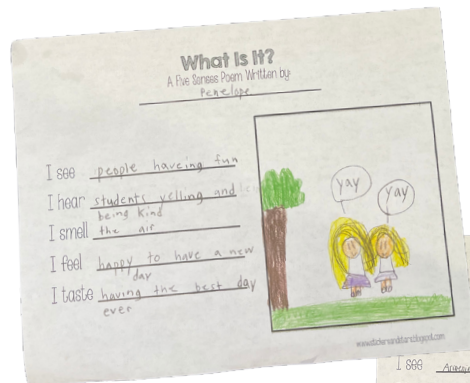 What Is It?
A Five Senses Poem Written by:
Penelope
I see people haveing fun
I hear students yelling and
being kind
I smell the air
I feel happy to have a new
day
I taste having the best day
ever
yay
yay
I see